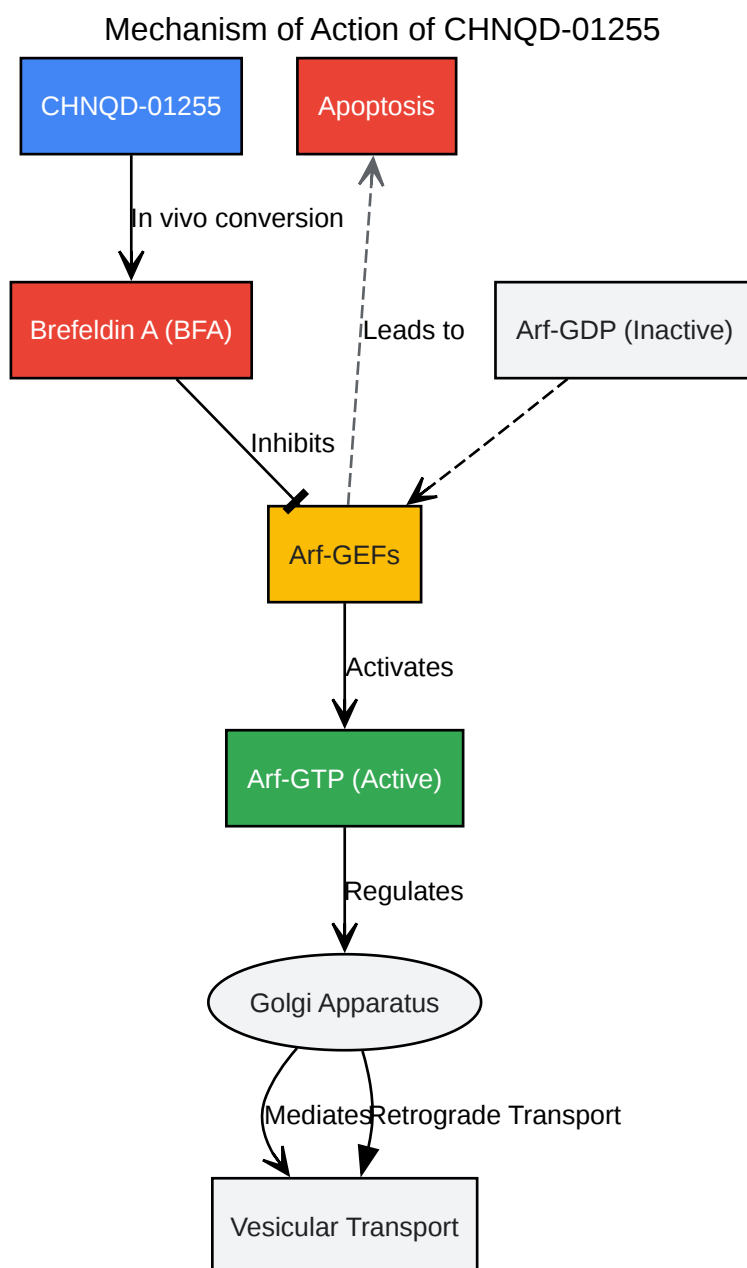 Mechanism of Action of CHNQD-01255
CHNQD-01255
Apoptosis
In vivo conversion
Brefeldin A (BFA)
Leads to
Arf-GDP (Inactive)
Inhibits
Arf-GEFs
Activates
Arf-GTP (Active)
Regulates
Golgi Apparatus
Mediates
Retrograde Transport
Vesicular Transport